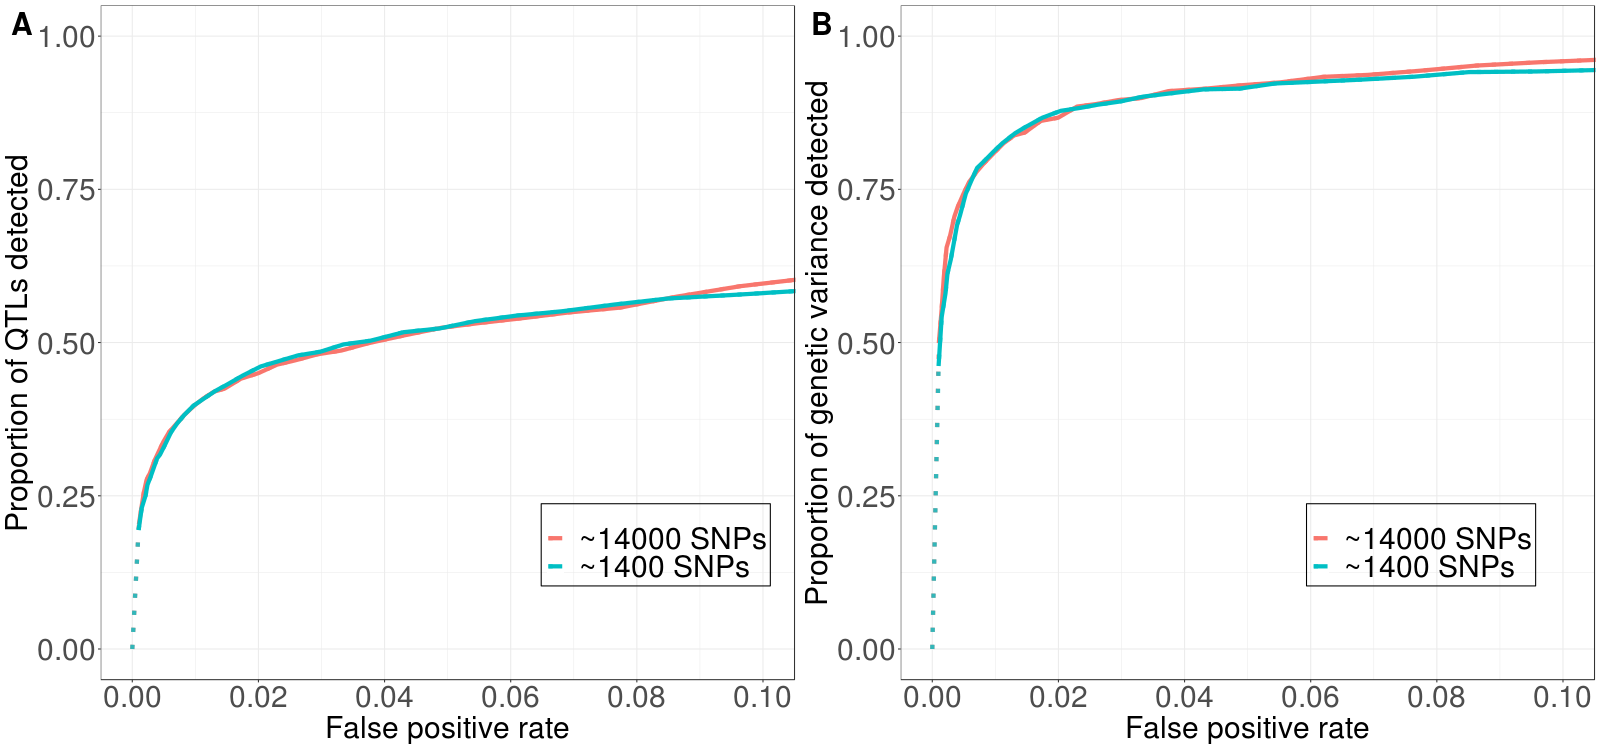 A
Proportion of QTLs detected
1.00
0.75
0.50
0.25
0.00
~14000 SNPs
~1400 SNPs
0.00 0.02 0.04 0.06 0.08 0.10
False positive rate
B
Proportion of genetic variance detected
1.00
0.75
0.50
0.25
0.00
~14000 SNPs
~1400 SNPs
0.00 0.02 0.04 0.06 0.08 0.10
False positive rate